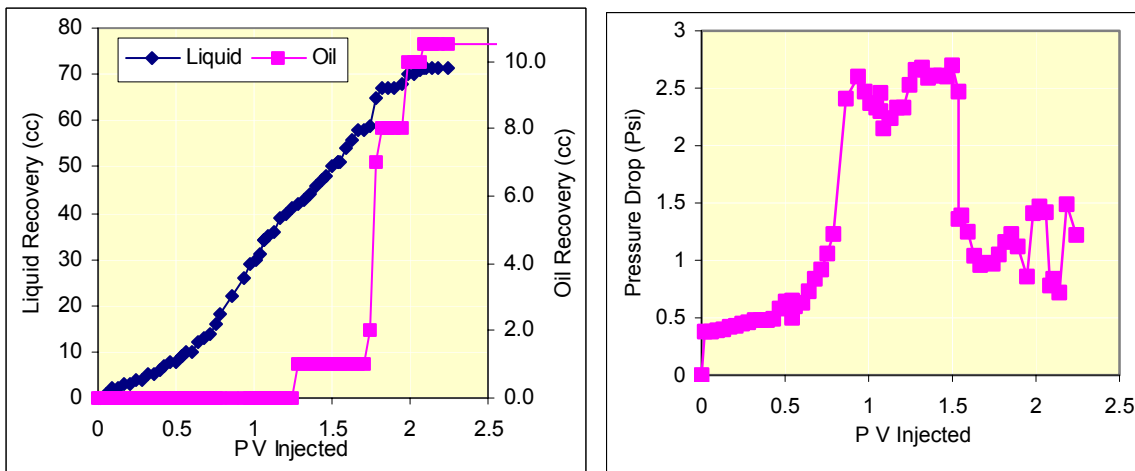 Liquid Oil
Liquid Recovery (cc)
80
70
60
50
40
30
20
10
0
10.0
8.0
6.0
4.0
2.0
0.0
Oil Recovery (cc)
0 0.5 1 1.5 2 2.5
P V Injected
Pressure Drop (Psi)
3
2.5
2
1.5
1
0.5
0
0 0.5 1 1.5 2 2.5
P V Injected